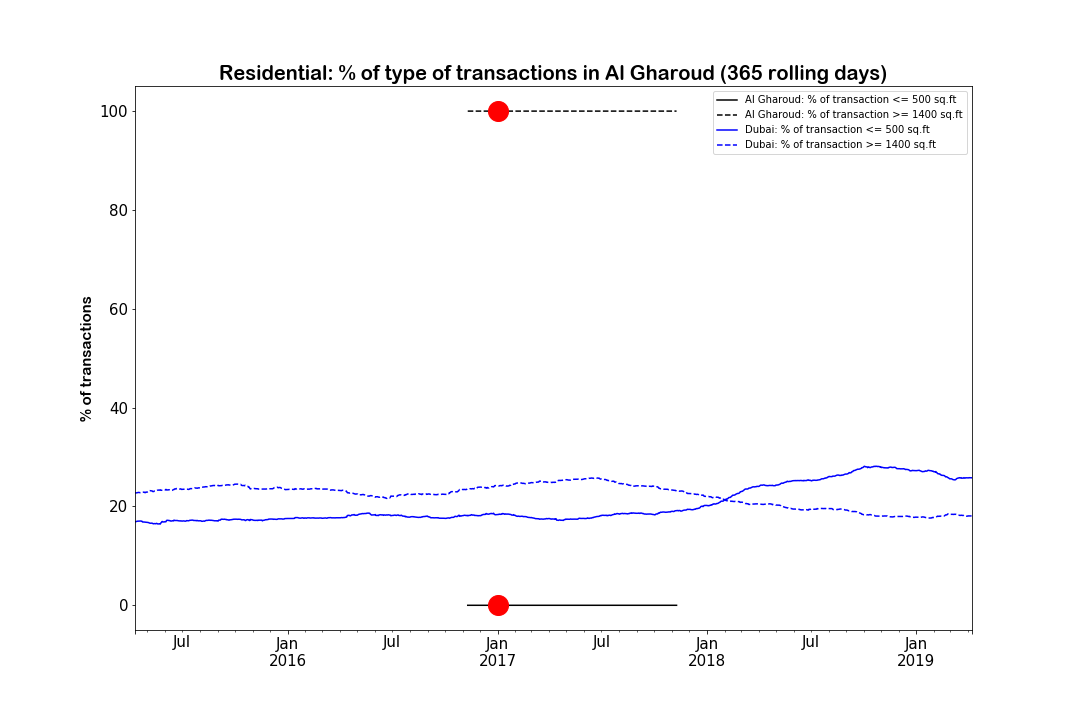 Residential: % of type of transactions in Al Gharoud (365 rolling days)
Al Gharoud: % of transaction <= 500 sq.ft
Al Gharoud: % of transaction >= 1400 sq.ft
Dubai: % of transaction <= 500 sq.ft
Dubai: % of transaction >= 1400 sq.ft
% of transactions
100
80
60
40
20
0
Jul Jan Jul Jan Jul Jan Jul Jan
2016 2017 2018 2019